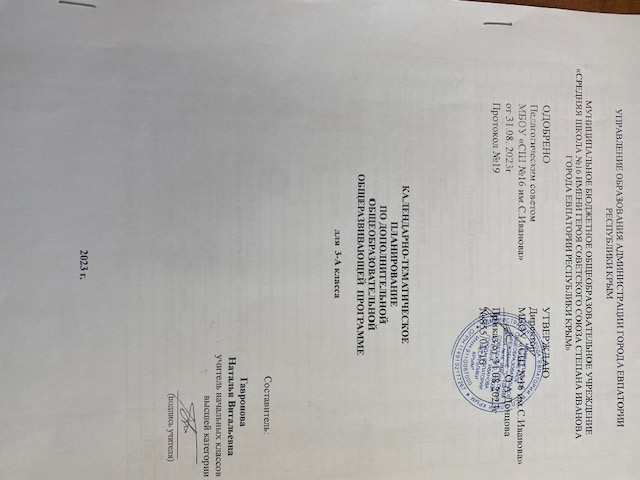 УПРАВЛЕНИЕ ОБРАЗОВАНИЯ АДМИНИСТРАЦИИ ГОРОДА ЕВПАТОРИИ
РЕСПУБЛИКИ КРЫМ
МУНИЦИПАЛЬНОЕ БЮДЖЕТНОЕ ОБЩЕОБРАЗОВАТЕЛЬНОЕ УЧРЕЖДЕНИЕ
«СРЕДНЯЯ ШКОЛА №16 ИМЕНИ ГЕРОЯ СОВЕТСКОГО СОЮЗА СТЕПАНА ИВАНОВА
ГОРОДА ЕВПАТОРИИ РЕСПУБЛИКИ КРЫМ»
ОДОБРЕНО
Педагогическим советом
МБОУ «СШ №16 им.С.Иванова»
от 31.08. 2023г
Протокол №19
УТВЕРЖДАЮ
Директор
МБОУ «СШ №16 им С.Иванова»
О.А. Донцова
Приказ от 31.08.2023
КАЛЕНДАРНО-ТЕМАТИЧЕСКОЕ
ПЛАНИРОВАНИЕ
ПО ДОПОЛНИТЕЛЬНОЙ
ОБЩЕОБРАЗОВАТЕЛЬНОЙ
ОБЩЕРАЗВИВАЮЩЕЙ ПРОГРАММЕ
для 3-А класса
Составитель:
Гавронова
Наталья Витальевна
учитель начальных классов
высшей категории
(подпись учителя)
2023 г.